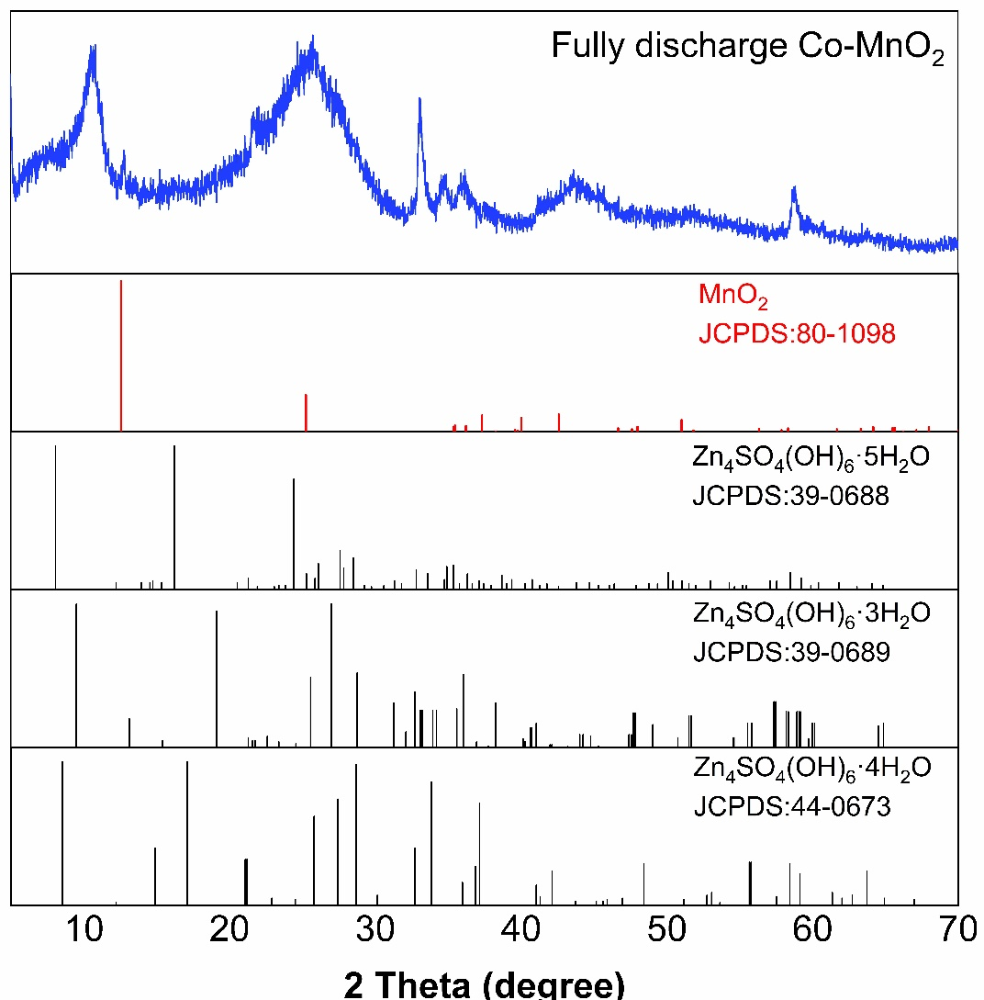 Fully discharge Co-MnO₂
MnO₂
JCPDS:80-1098
Zn₄SO₄(OH)₆·5H₂O
JCPDS:39-0688
Zn₄SO₄(OH)₆·3H₂O
JCPDS:39-0689
Zn₄SO₄(OH)₆·4H₂O
JCPDS:44-0673
10 20 30 40 50 60 70
2 Theta (degree)